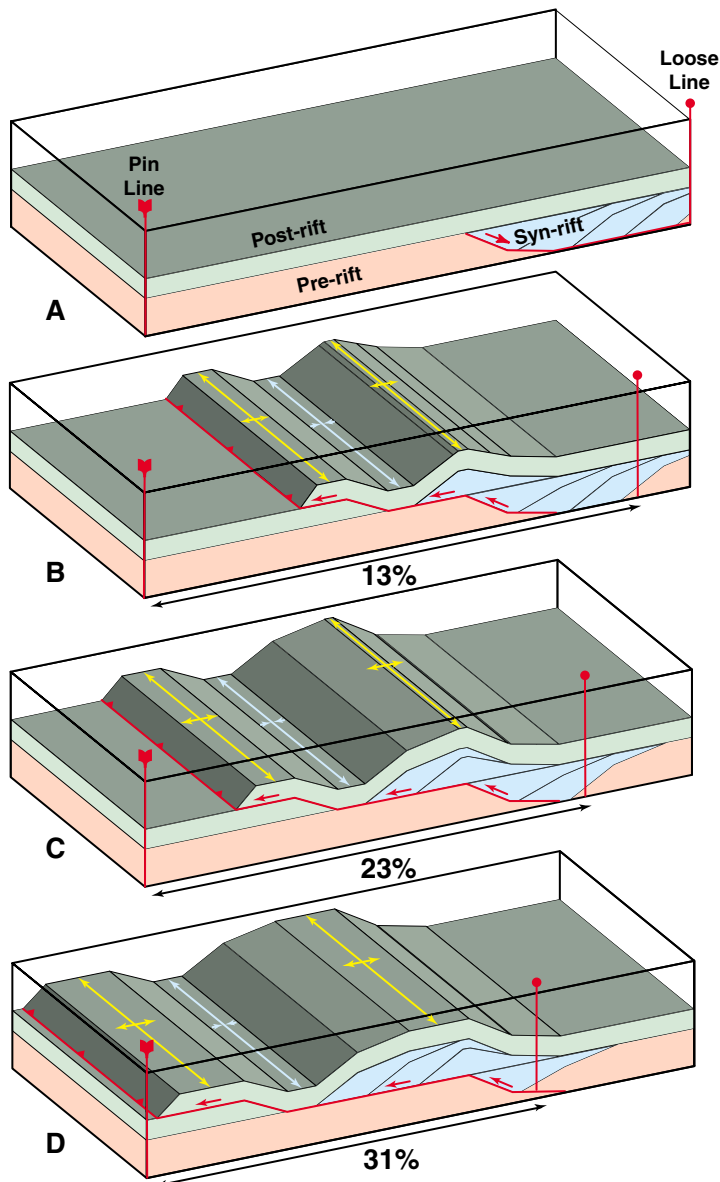 Loose
Line
Pin
Line
Post-rift
Syn-rift
Pre-rift
A
B
13%
C
23%
D
31%